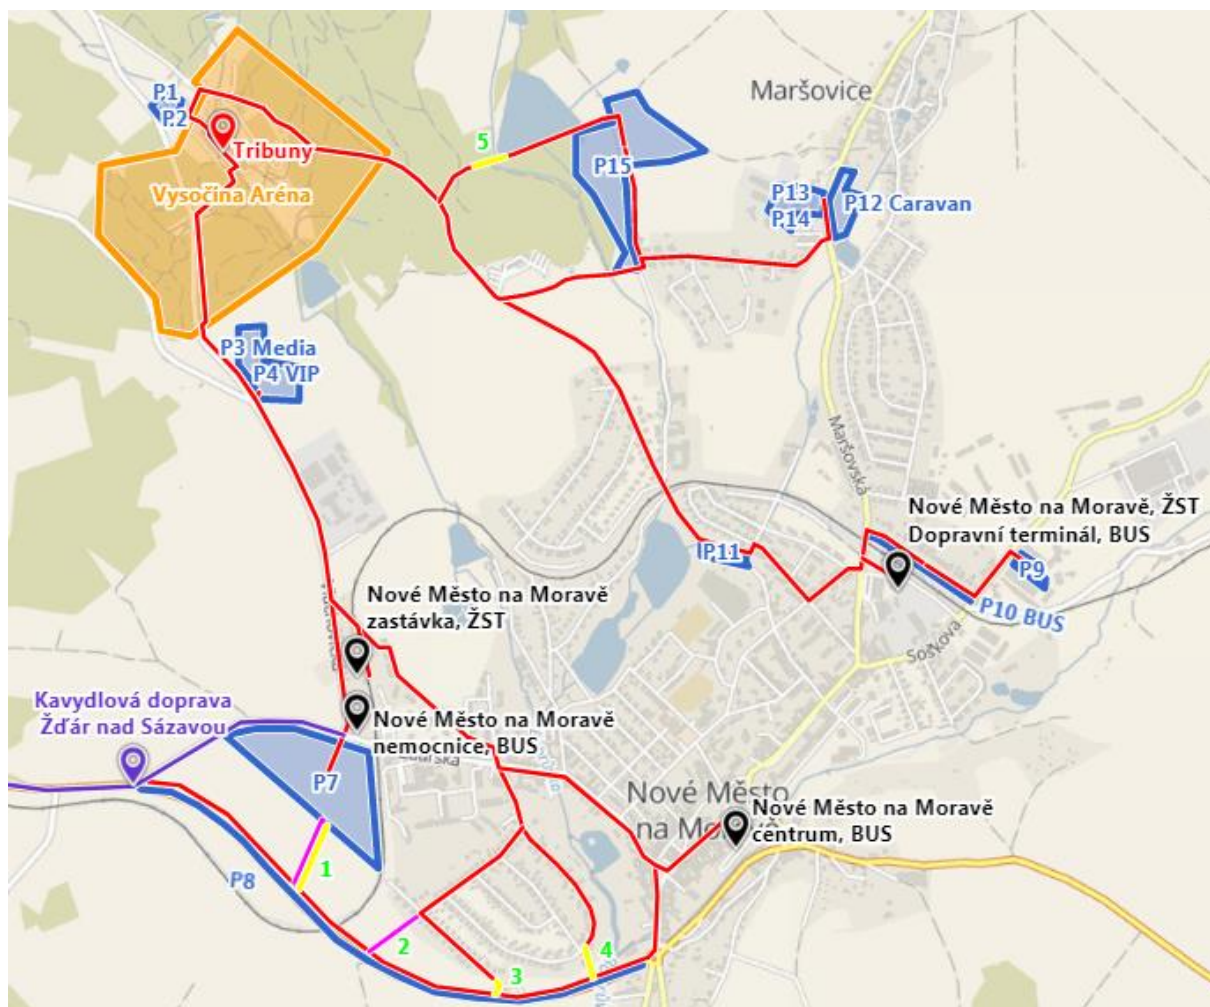 Maršovice
P1
P2
Tribuny
5
Vysočina Aréna
P15
P13
P14
P12 Caravan
P3 Media
P4 VIP
Maršovská
Nové Město na Moravě, ŽST
Dopravní terminál, BUS
P11
P9
P10 BUS
Soškova
Nové Město na Moravě
zastávka, ŽST
Kavydlová doprava
Žďár nad Sázavou
Nové Město na Moravě
nemocnice, BUS
P7
Nové Město
na Moravě
Nové Město na Moravě
centrum, BUS
P8
1
2
3
4